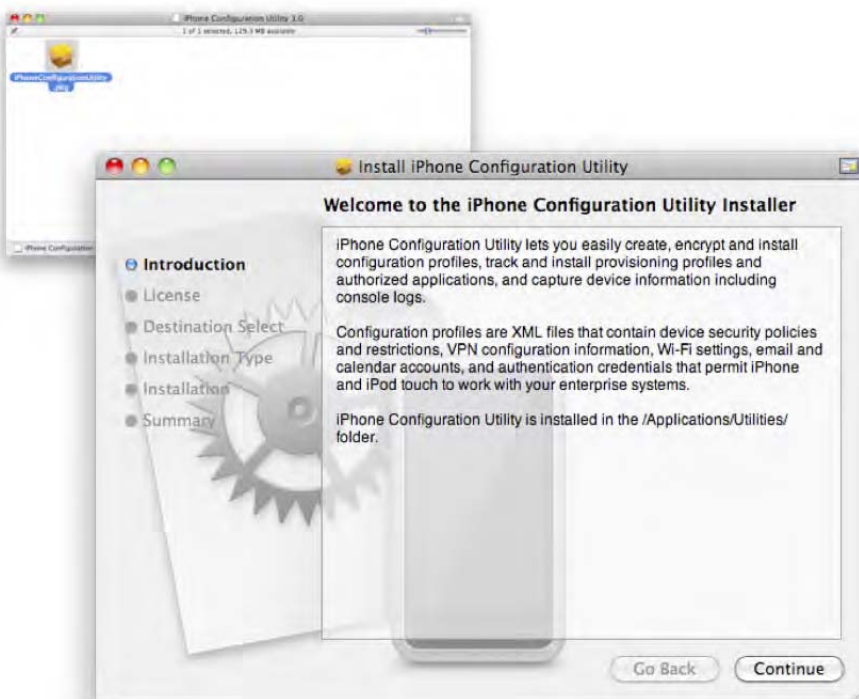 iPhone Configuration Utility 3.0
1 of 1 selected, 129.3 MB available
iPhoneConfigurationUtility
.pkg
iPhone Configuration
Install iPhone Configuration Utility
Welcome to the iPhone Configuration Utility Installer
Introduction
License
Destination Select
Installation Type
Installation
Summary
iPhone Configuration Utility lets you easily create, encrypt and install
configuration profiles, track and install provisioning profiles and
authorized applications, and capture device information including
console logs.
Configuration profiles are XML files that contain device security policies
and restrictions, VPN configuration information, Wi-Fi settings, email and
calendar accounts, and authentication credentials that permit iPhone
and iPod touch to work with your enterprise systems.
iPhone Configuration Utility is installed in the /Applications/Utilities/
folder.
Go Back
Continue